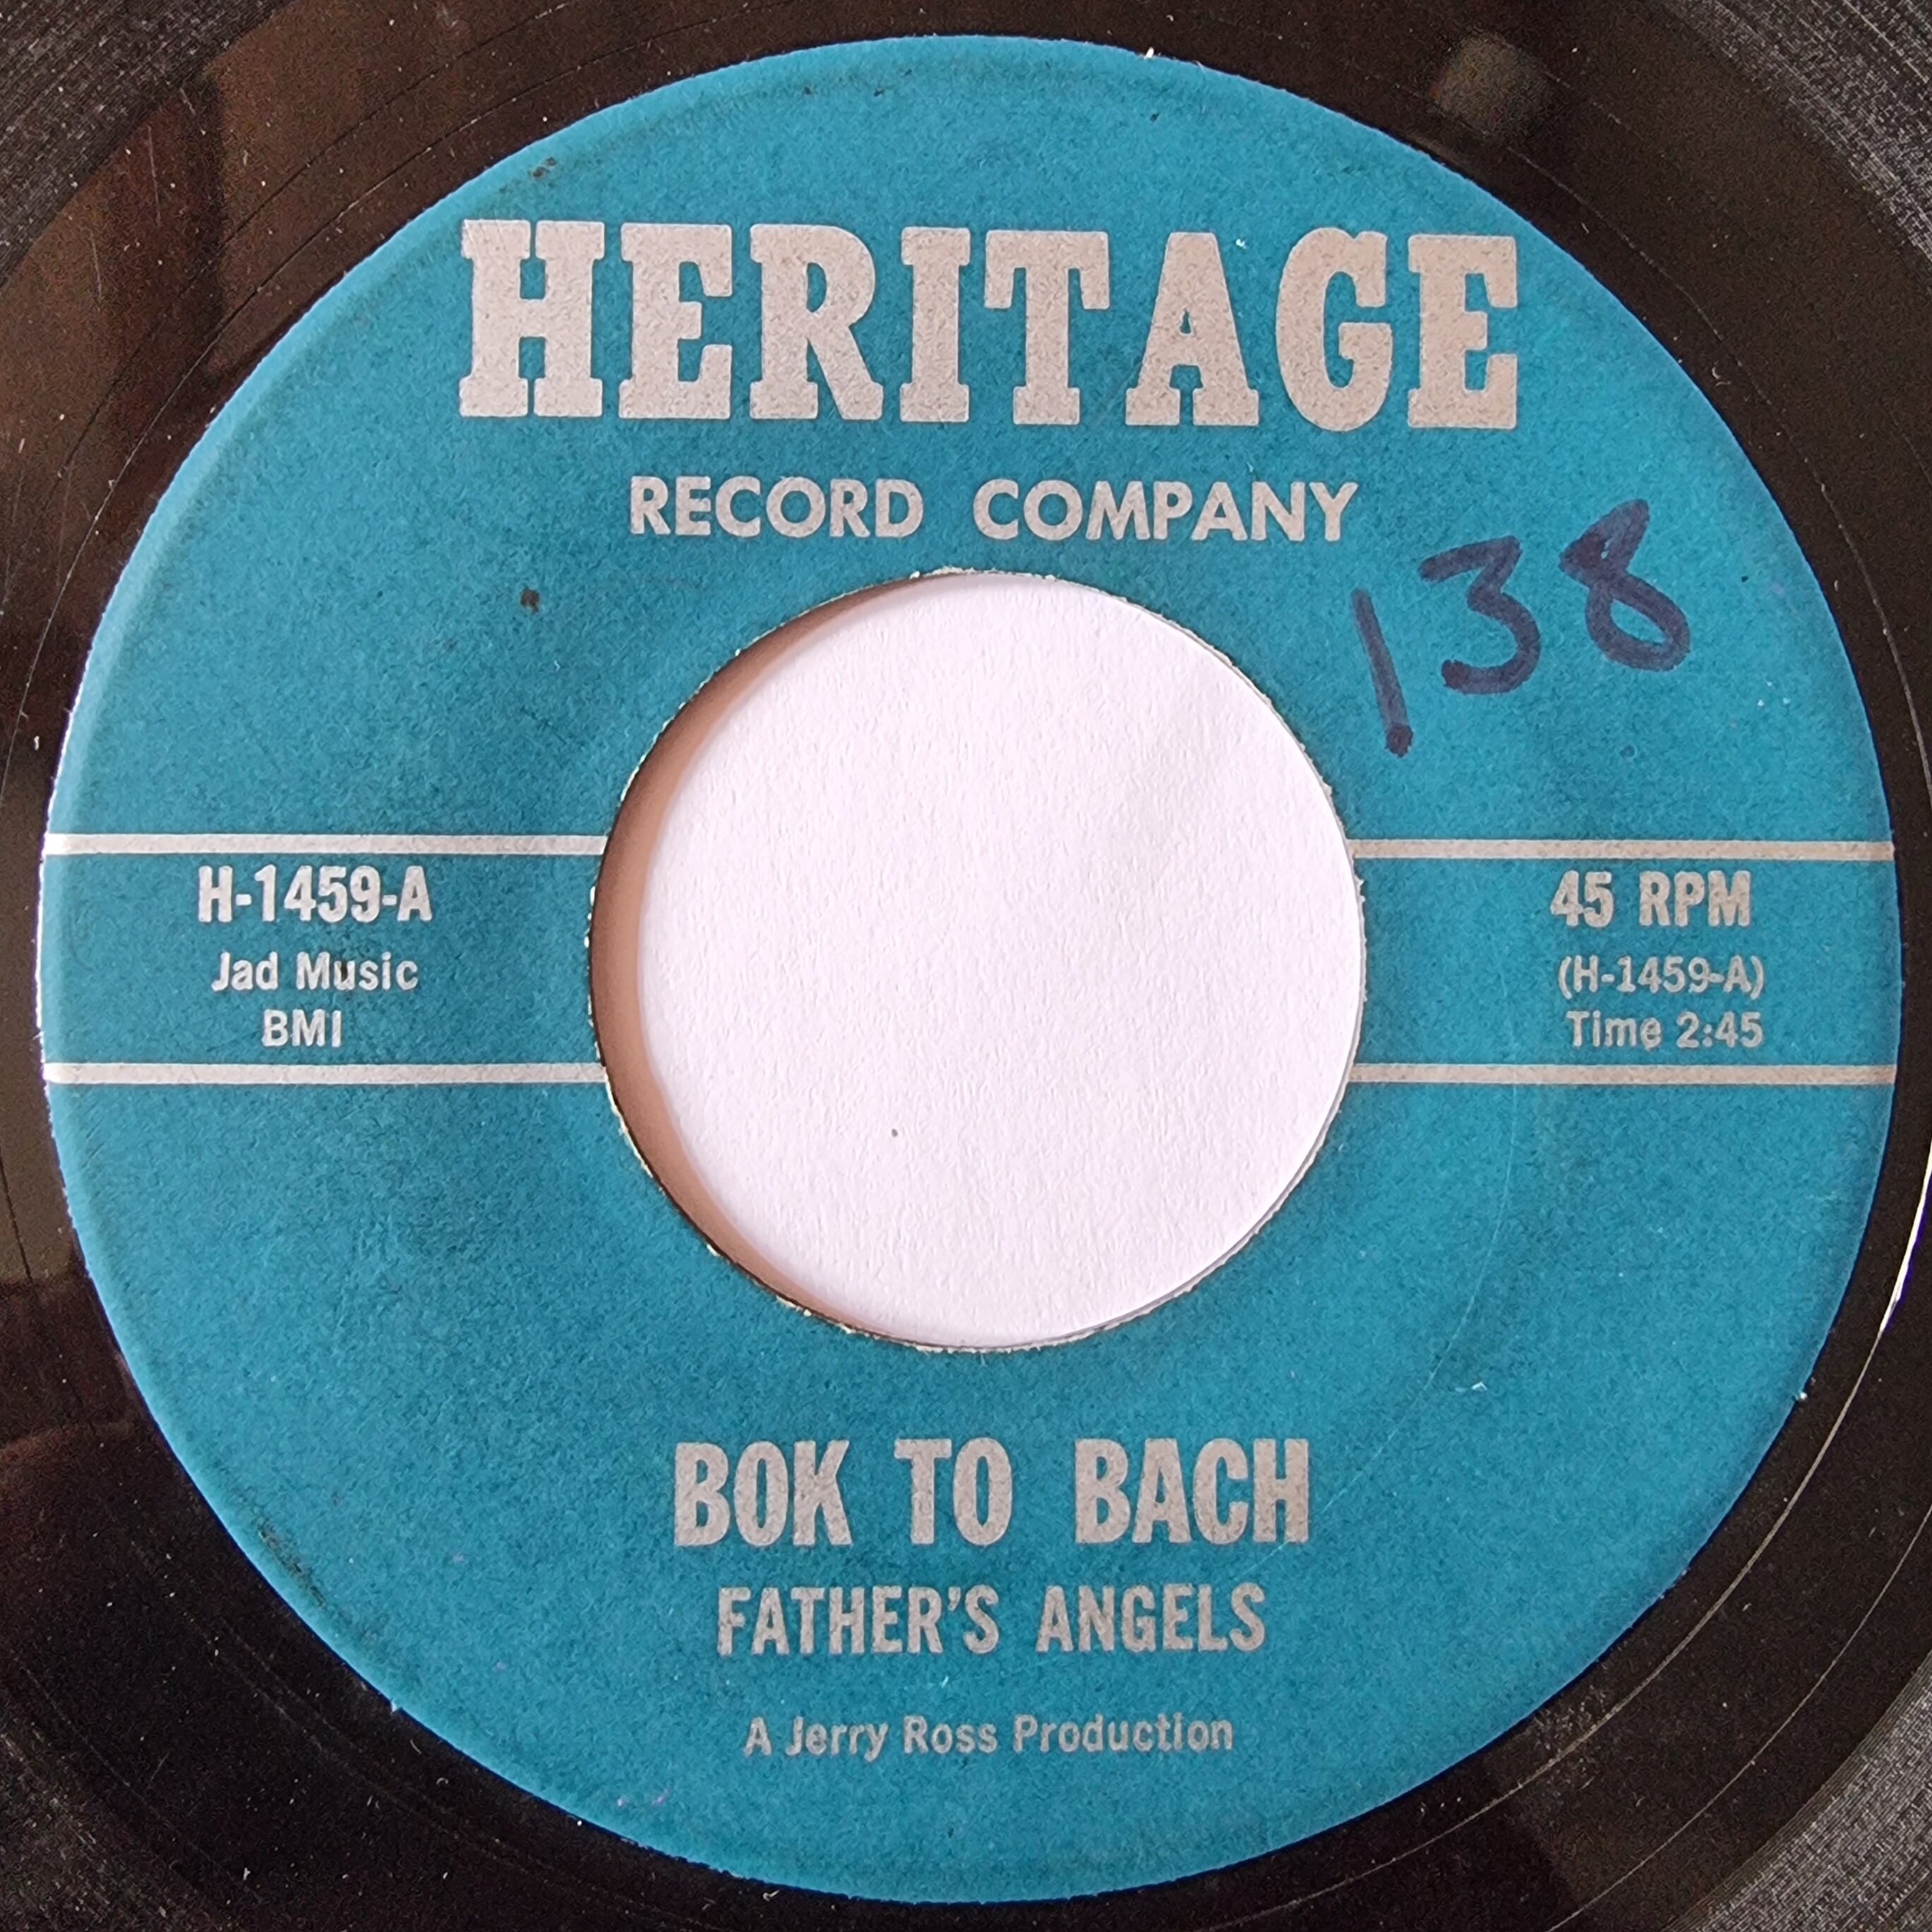 HERITAGE
RECORD COMPANY
138
H-1459-A
Jad Music
BMI
45 RPM
(H-1459-A)
Time 2:45
BOK TO BACH
FATHER'S ANGELS
A Jerry Ross Production